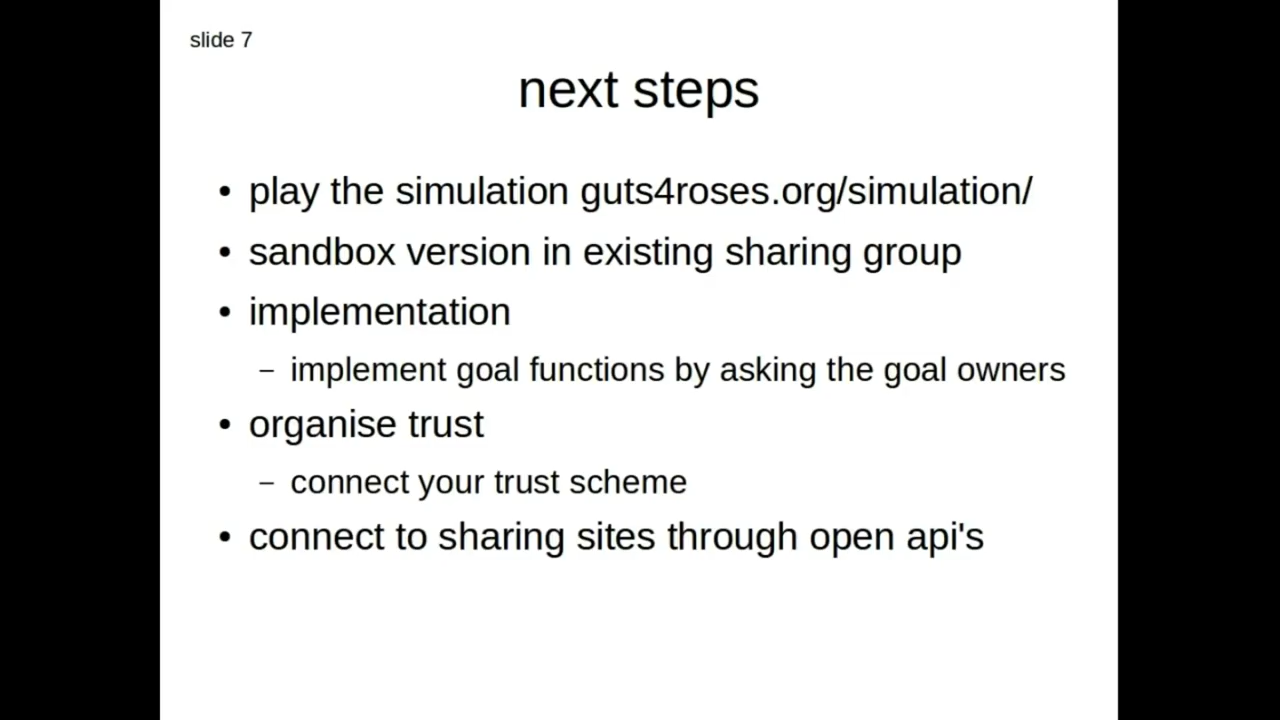 slide 7
next steps
• play the simulation guts4roses.org/simulation/
• sandbox version in existing sharing group
• implementation
– implement goal functions by asking the goal owners
• organise trust
– connect your trust scheme
• connect to sharing sites through open api's